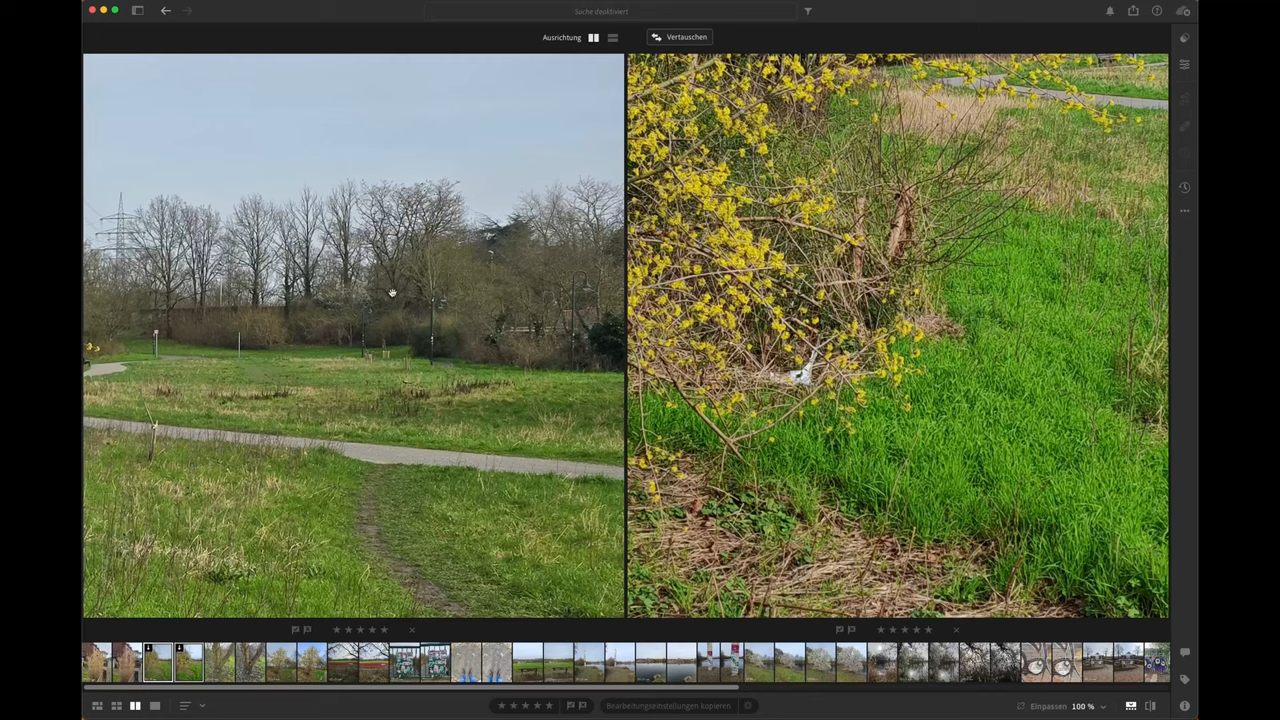 Suche deaktiviert
Ausrichtung
Vertauschen
Bearbeitungseinstellungen kopieren
Einpassen 100 %